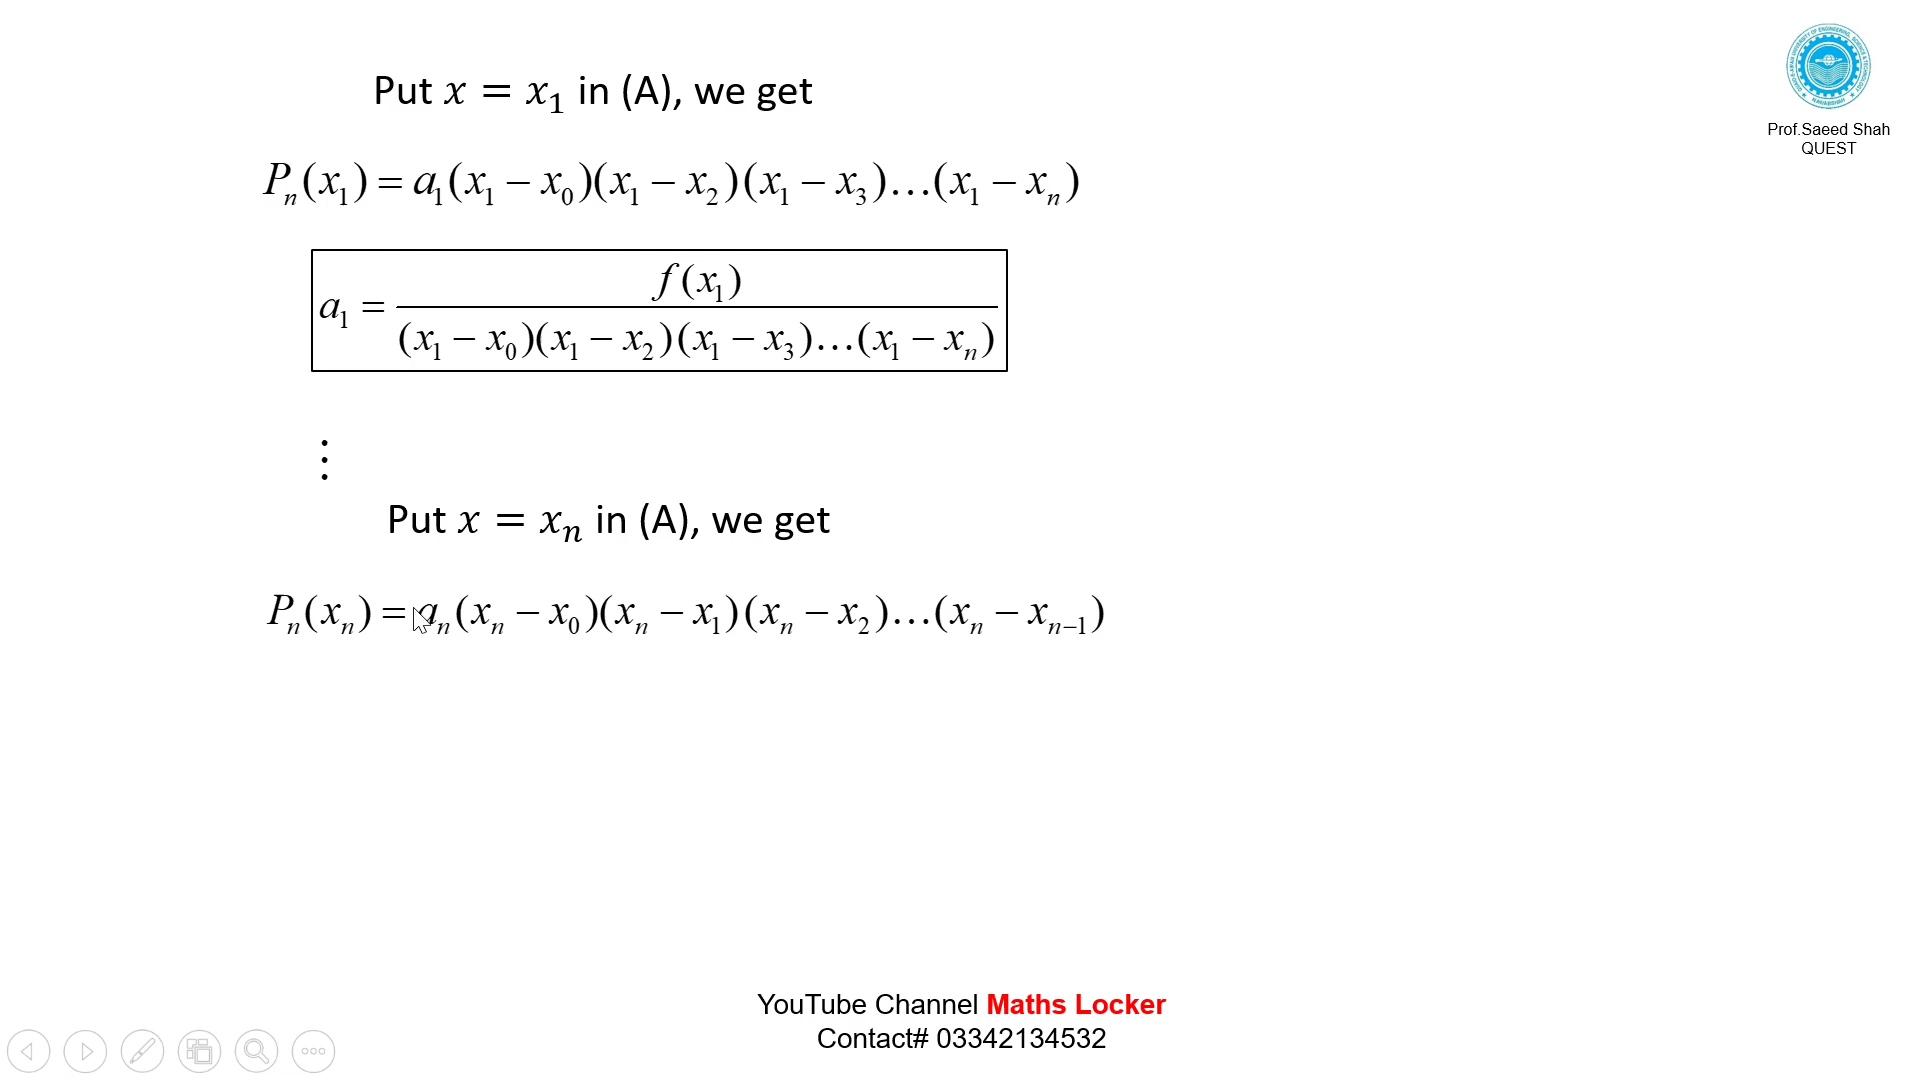 Put x = x₁ in (A), we get
Prof.Saeed Shah
QUEST
Pₙ(x₁) = a₁(x₁ − x₀)(x₁ − x₂)(x₁ − x₃)…(x₁ − xₙ)
a₁ = f(x₁) / (x₁ − x₀)(x₁ − x₂)(x₁ − x₃)…(x₁ − xₙ)
⋮
Put x = xₙ in (A), we get
Pₙ(xₙ) = aₙ(xₙ − x₀)(xₙ − x₁)(xₙ − x₂)…(xₙ − xₙ₋₁)
YouTube Channel Maths Locker
Contact# 03342134532